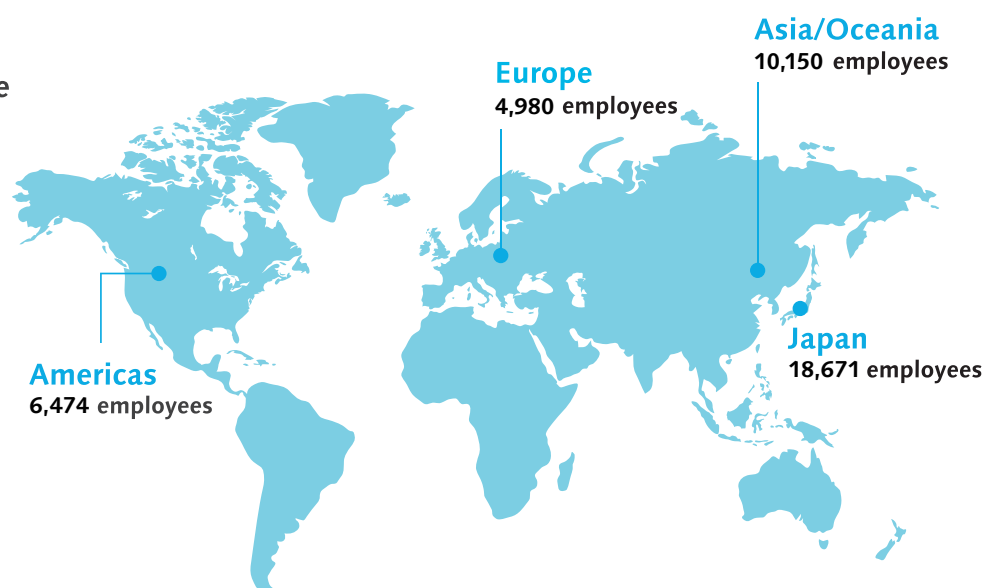 Asia/Oceania
10,150 employees
Europe
4,980 employees
e
Japan
18,671 employees
Americas
6,474 employees